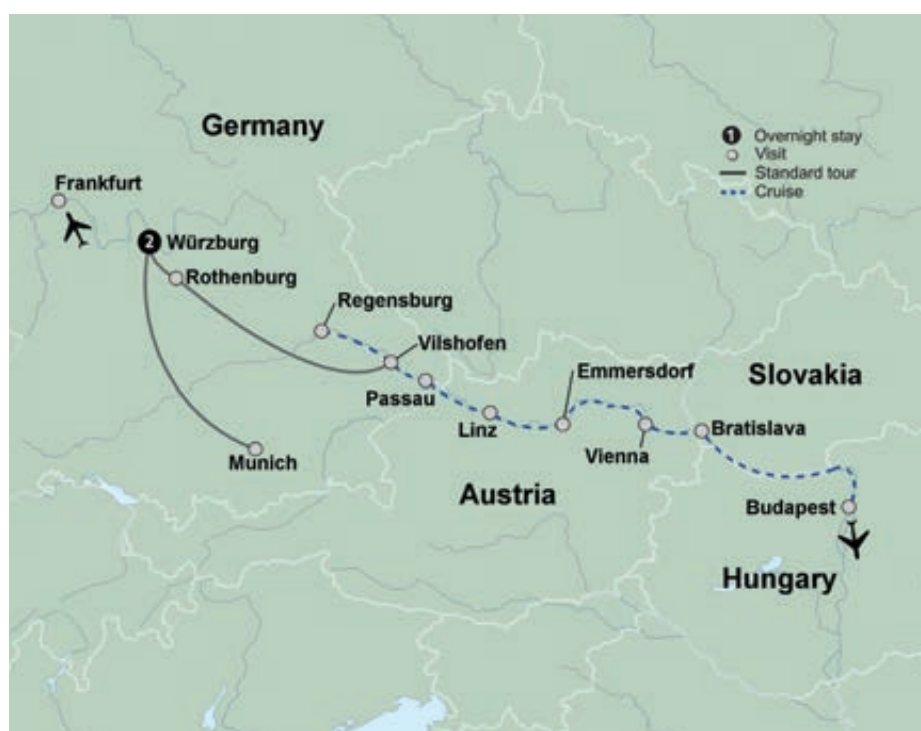 Germany
1 Overnight stay
Visit
Standard tour
Cruise
Frankfurt
2 Würzburg
Rothenburg
Regensburg
Vilshofen
Emmersdorf
Slovakia
Passau
Linz
Vienna
Bratislava
Munich
Austria
Budapest
Hungary